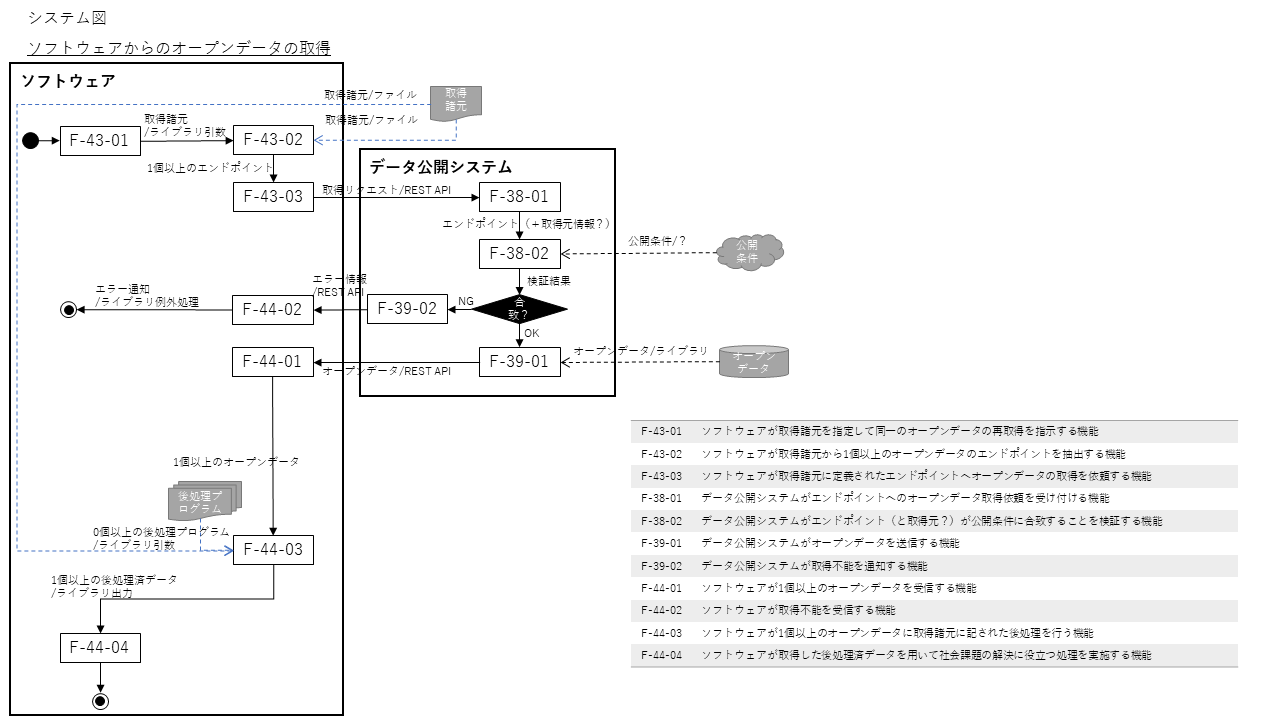 システム図
ソフトウェアからのオープンデータの取得
ソフトウェア
取得諸元/ファイル
取得
諸元
取得諸元
/ライブラリ引数
取得諸元/ファイル
F-43-01
F-43-02
1個以上のエンドポイント
データ公開システム
F-43-03
取得リクエスト/REST API
F-38-01
エンドポイント（＋取得元情報？）
F-38-02
公開条件/？
公開
条件
検証結果
エラー情報
/REST API
エラー通知
/ライブラリ例外処理
F-44-02
F-39-02
NG
合
致？
OK
F-44-01
オープンデータ/REST API
F-39-01
オープンデータ/ライブラリ
オープン
データ
1個以上のオープンデータ
後処理プ
ログラム
0個以上の後処理プログラム
/ライブラリ引数
F-44-03
1個以上の後処理済データ
/ライブラリ出力
F-44-04
F-43-01 ソフトウェアが取得諸元を指定して同一のオープンデータの再取得を指示する機能
F-43-02 ソフトウェアが取得諸元から1個以上のオープンデータのエンドポイントを抽出する機能
F-43-03 ソフトウェアが取得諸元に定義されたエンドポイントへオープンデータの取得を依頼する機能
F-38-01 データ公開システムがエンドポイントへのオープンデータ取得依頼を受け付ける機能
F-38-02 データ公開システムがエンドポイント（と取得元？）が公開条件に合致することを検証する機能
F-39-01 データ公開システムがオープンデータを送信する機能
F-39-02 データ公開システムが取得不能を通知する機能
F-44-01 ソフトウェアが1個以上のオープンデータを受信する機能
F-44-02 ソフトウェアが取得不能を受信する機能
F-44-03 ソフトウェアが1個以上のオープンデータに取得諸元に記された後処理を行う機能
F-44-04 ソフトウェアが取得した後処理済データを用いて社会課題の解決に役立つ処理を実施する機能